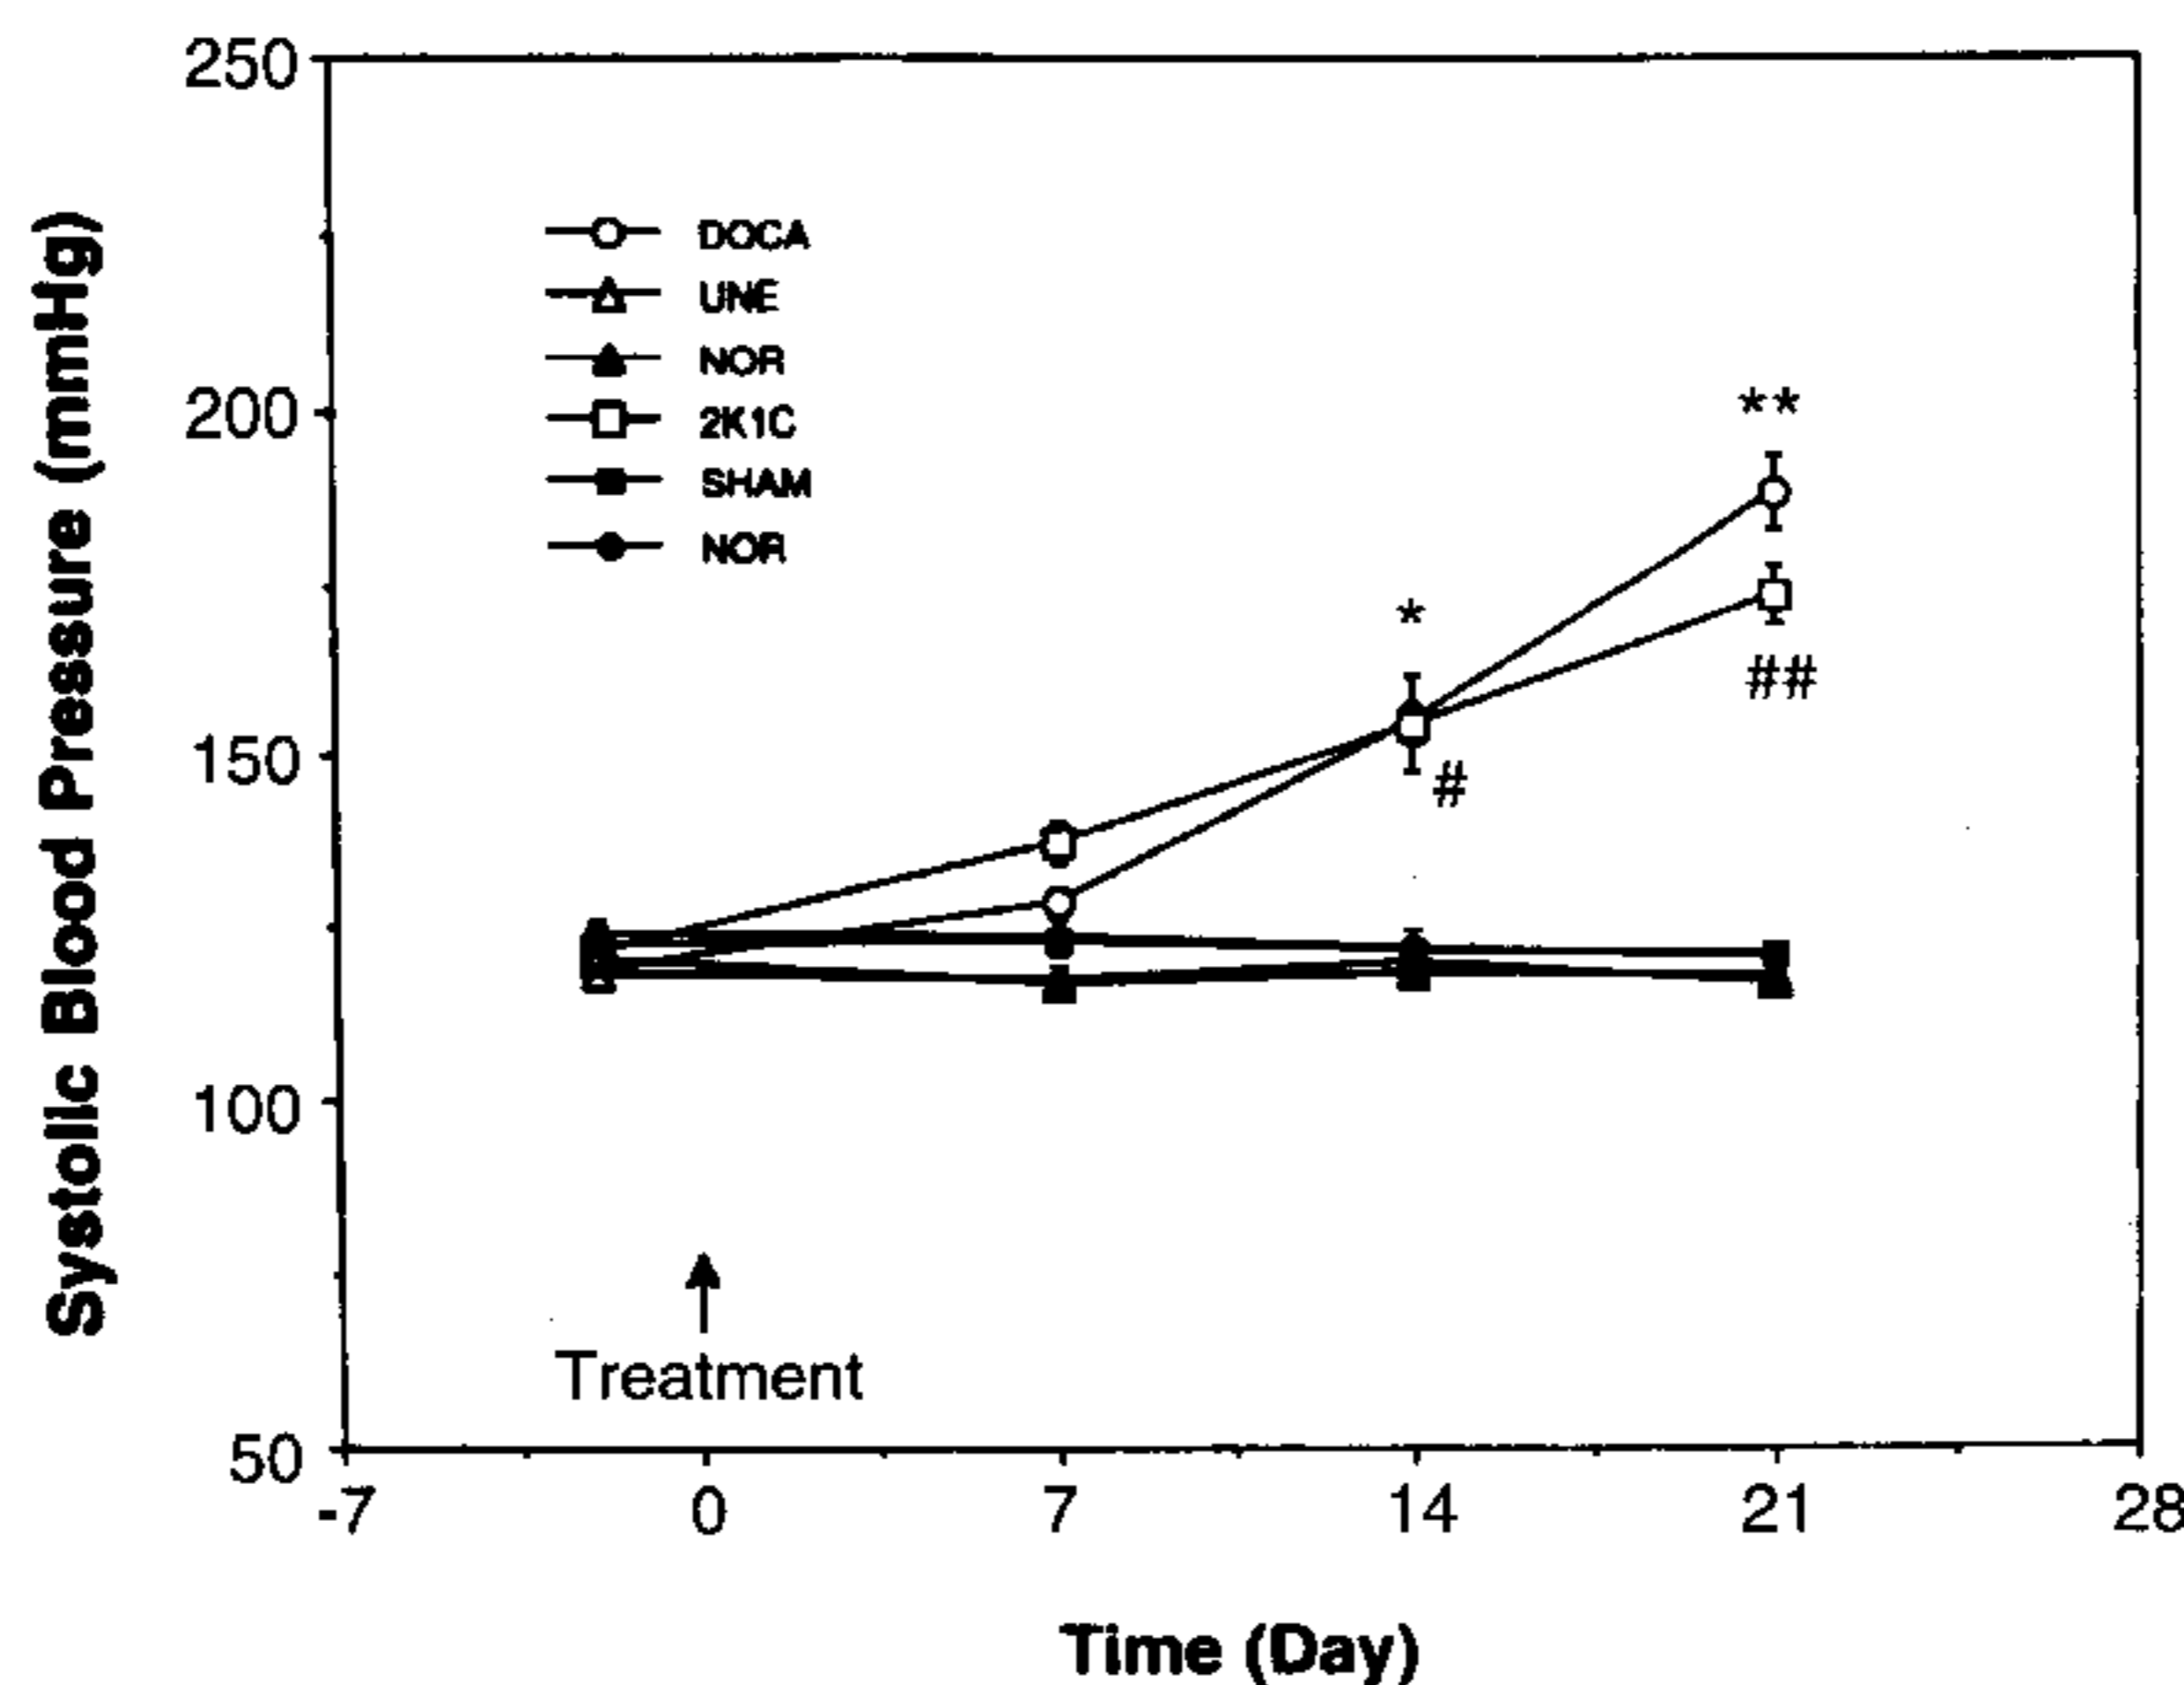 Systolic Blood Pressure (mmHg)
250
200
150
100
50
DOCA
UNE
NOR
2K1C
SHAM
NOR
**
*
##
#
Treatment
-7 0 7 14 21 28
Time (Day)